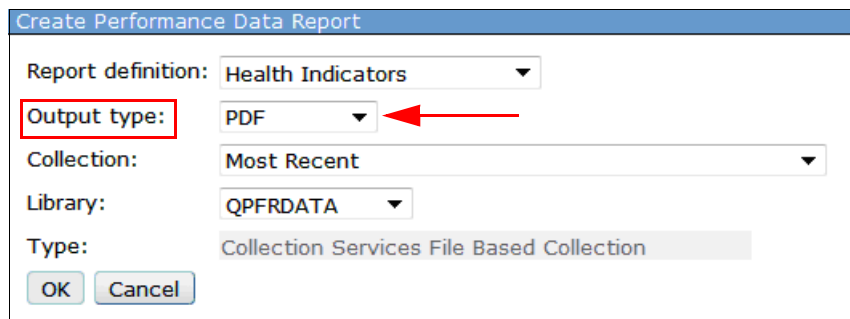 Create Performance Data Report
Report definition: Health Indicators
Output type: PDF
Collection: Most Recent
Library: QPFRDATA
Type: Collection Services File Based Collection
OK Cancel